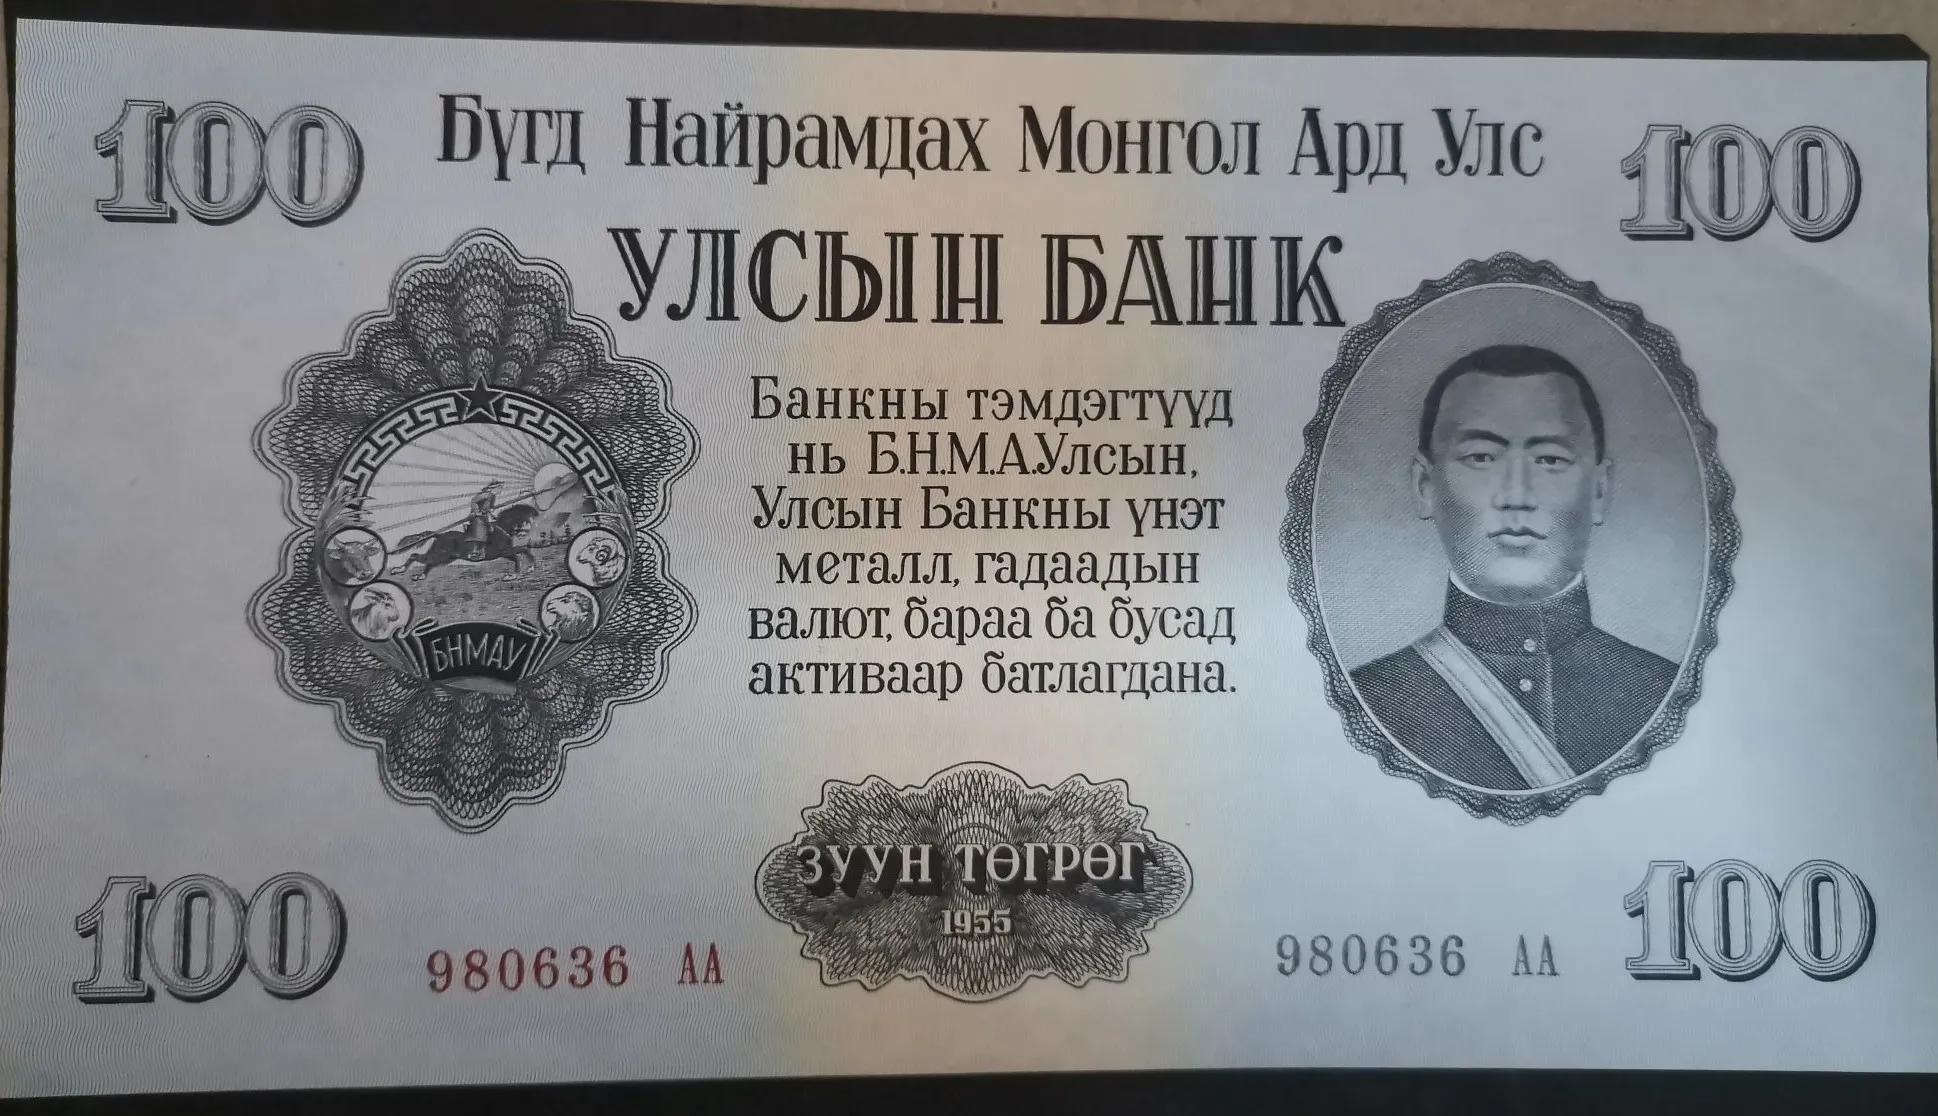 100 Бүгд Найрамдах Монгол Ард Улс 100
УЛСЫН БАНК
Банкны тэмдэгтүүд
нь Б.Н.М.А.Улсын,
Улсын Банкны үнэт
металл, гадаадын
валют, бараа ба бусад
активаар батлагдана.
БНМАУ
ЗУУН ТӨГРӨГ
1955
100 980636 АА 980636 АА 100